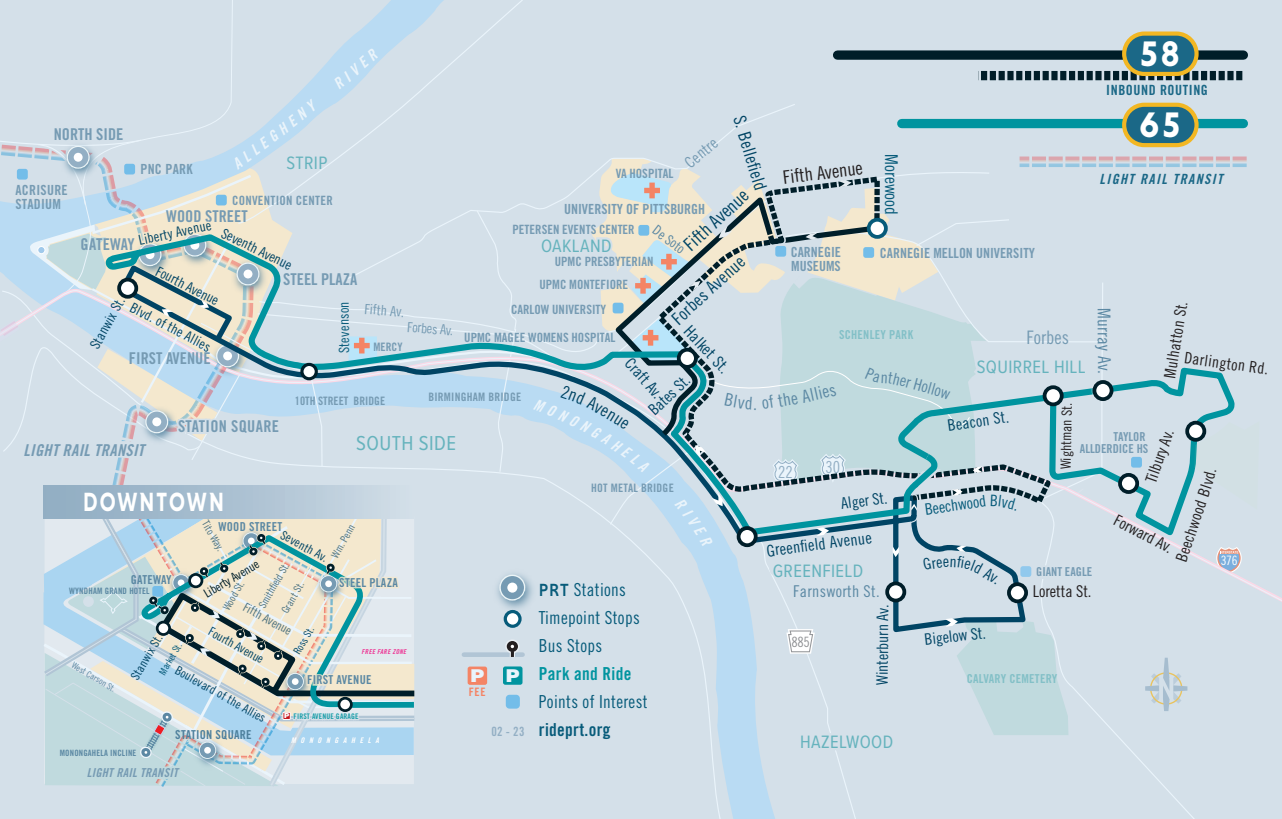 58
INBOUND ROUTING
65
LIGHT RAIL TRANSIT
ALLEGHENY RIVER
NORTH SIDE
PNC PARK
ACRISURE
STADIUM
STRIP
CONVENTION CENTER
WOOD STREET
GATEWAY
Liberty Avenue
Seventh Avenue
STEEL PLAZA
Fourth Avenue
Blvd. of the Allies
Stanwix St.
FIRST AVENUE
STATION SQUARE
LIGHT RAIL TRANSIT
Stevenson
Fifth Av.
Forbes Av.
MERCY
10TH STREET BRIDGE
BIRMINGHAM BRIDGE
SOUTH SIDE
2nd Avenue
MONONGAHELA RIVER
HOT METAL BRIDGE
VA HOSPITAL
UNIVERSITY OF PITTSBURGH
PETERSEN EVENTS CENTER
De Soto
OAKLAND
UPMC PRESBYTERIAN
UPMC MONTEFIORE
CARLOW UNIVERSITY
UPMC MAGEE WOMENS HOSPITAL
Centre
S. Bellefield
Fifth Avenue
Morewood
Fifth Avenue
Forbes Avenue
CARNEGIE
MUSEUMS
CARNEGIE MELLON UNIVERSITY
Halket St.
Craft Av.
Bates St.
Blvd. of the Allies
SCHENLEY PARK
Panther Hollow
Forbes
Murray Av.
SQUIRREL HILL
Mulhatton St.
Darlington Rd.
Beacon St.
Wightman St.
TAYLOR
ALLDERDICE HS
Tilbury Av.
Beechwood Blvd.
Forward Av.
22
30
376
Alger St.
Beechwood Blvd.
Greenfield Avenue
GREENFIELD
Greenfield Av.
GIANT EAGLE
Farnsworth St.
Loretta St.
Winterburn Av.
Bigelow St.
885
CALVARY CEMETERY
HAZELWOOD
N
DOWNTOWN
WOOD STREET
Tito Way.
Seventh Av.
Wm. Penn
GATEWAY
Liberty Avenue
STEEL PLAZA
WYNDHAM GRAND HOTEL
Wood St.
Smithfield St.
Grant St.
Fifth Avenue
Fourth Avenue
Ross St.
Stanwix St.
Market St.
FREE FARE ZONE
FIRST AVENUE
Boulevard of the Allies
West Carson St.
P FIRST AVENUE GARAGE
STATION SQUARE
MONONGAHELA
MONONGAHELA INCLINE
LIGHT RAIL TRANSIT
PRT Stations
Timepoint Stops
Bus Stops
P P Park and Ride
FEE
Points of Interest
02 - 23 rideprt.org